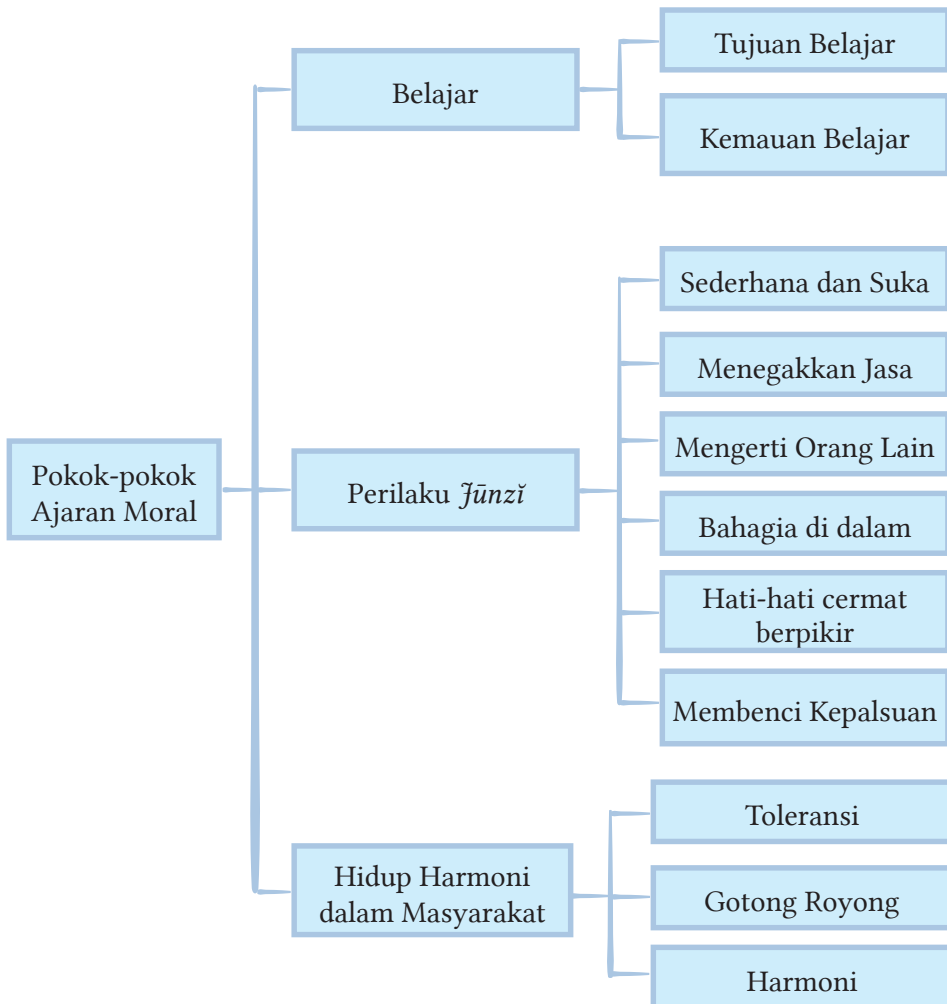 Pokok-pokok
Ajaran Moral
Belajar
Tujuan Belajar
Kemauan Belajar
Perilaku Jūnzǐ
Sederhana dan Suka
Menegakkan Jasa
Mengerti Orang Lain
Bahagia di dalam
Hati-hati cermat
berpikir
Membenci Kepalsuan
Hidup Harmoni
dalam Masyarakat
Toleransi
Gotong Royong
Harmoni